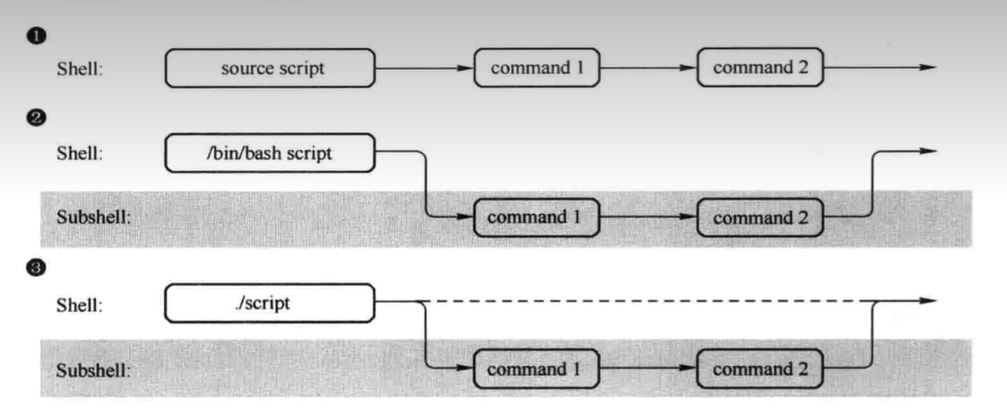 ❶
Shell: source script command 1 command 2
❷
Shell: /bin/bash script
Subshell: command 1 command 2
❸
Shell: ./script
Subshell: command 1 command 2